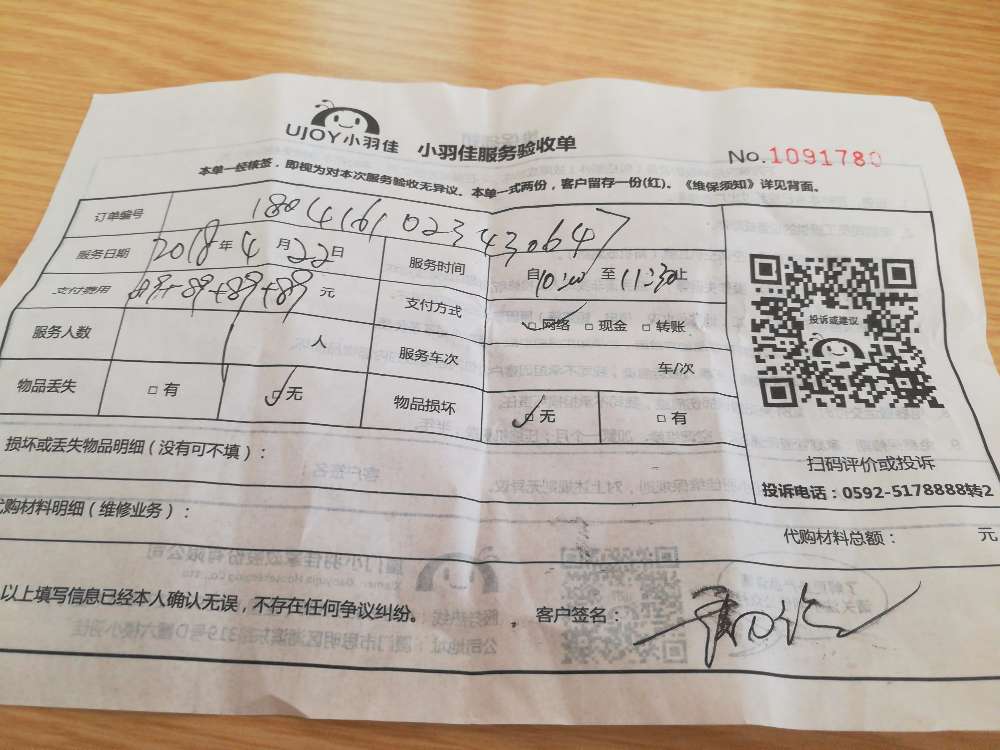 UJOY小羽佳 小羽佳服务验收单
No.1091780
本单一经核签，即视为对本次服务验收无异议。本单一式两份，客户留存一份(红)。《维保须知》详见背面。
订单编号 180416102343064
服务日期 2018年4月22日 服务时间 自10:00至11:30止
支付费用 89+89+89+89元 支付方式 网络 □现金 □转账
服务人数 人 服务车次 车/次
物品丢失 □有 □无 物品损坏 □无 □有
投诉或建议
扫码评价或投诉
投诉电话：0592-5178888转2
损坏或丢失物品明细（没有可不填）：
代购材料明细（维修业务）：
代购材料总额： 元
以上填写信息已经本人确认无误，不存在任何争议纠纷。 客户签名：